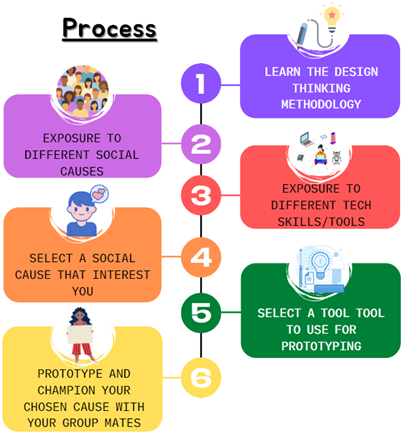 Process
1
LEARN THE DESIGN
THINKING
METHODOLOGY
2
EXPOSURE TO
DIFFERENT SOCIAL
CAUSES
3
EXPOSURE TO
DIFFERENT TECH
SKILLS/TOOLS
4
SELECT A SOCIAL
CAUSE THAT INTEREST
YOU
5
SELECT A TOOL TOOL
TO USE FOR
PROTOTYPING
6
PROTOTYPE AND
CHAMPION YOUR
CHOSEN CAUSE WITH
YOUR GROUP MATES